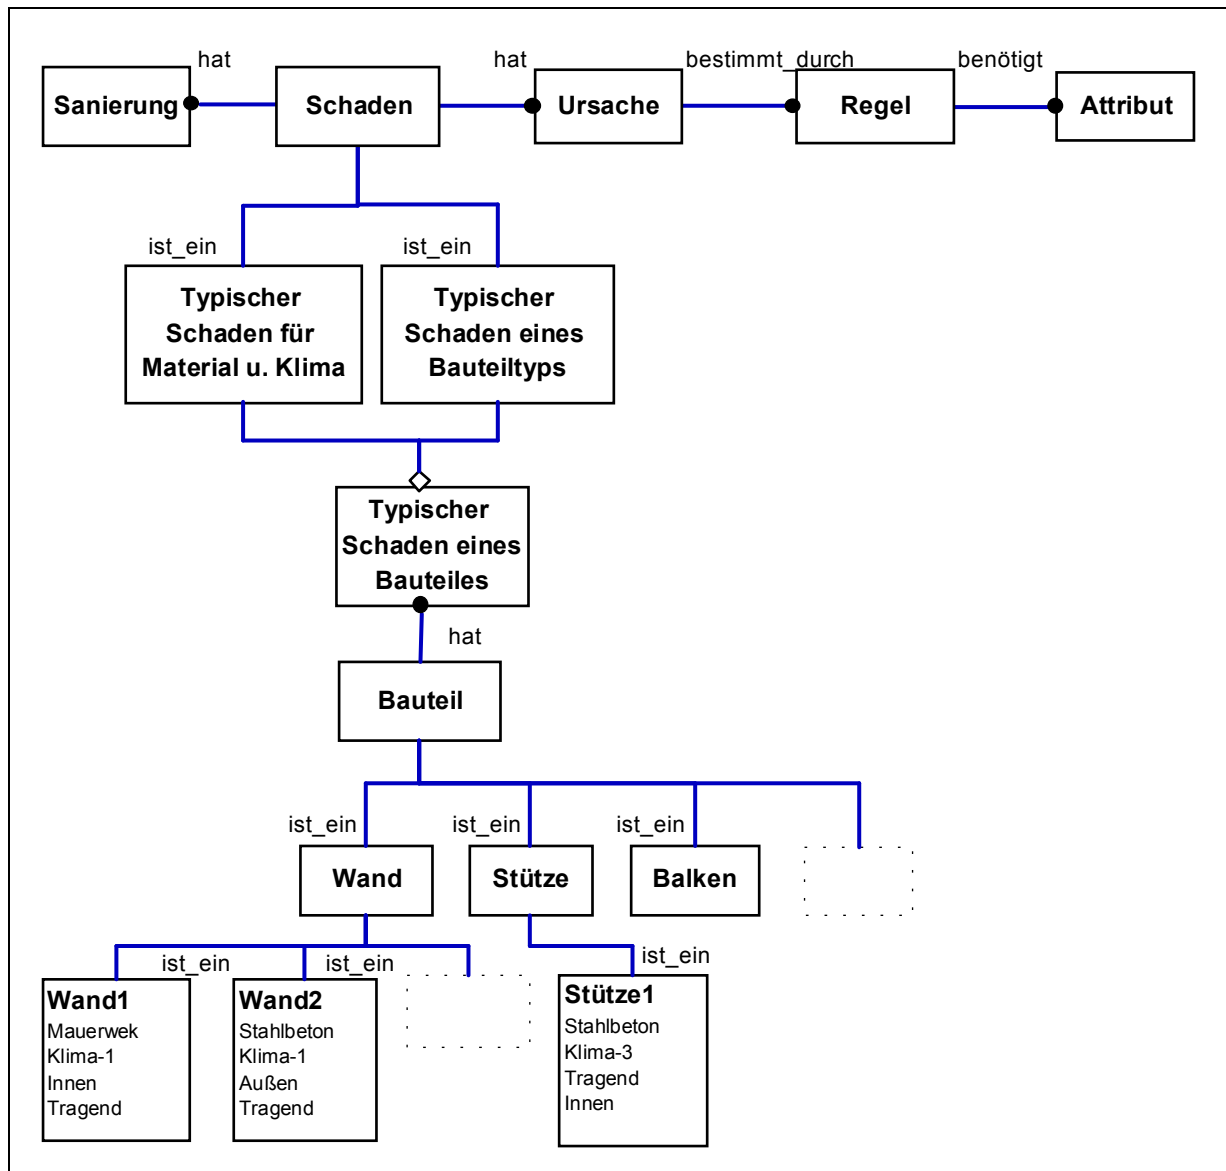 hat
hat
bestimmt_durch
benötigt
Sanierung
Schaden
Ursache
Regel
Attribut
ist_ein
ist_ein
Typischer
Schaden für
Material u. Klima
Typischer
Schaden eines
Bauteiltyps
Typischer
Schaden eines
Bauteiles
hat
Bauteil
ist_ein
ist_ein
ist_ein
Wand
Stütze
Balken
ist_ein
ist_ein
ist_ein
Wand1
Mauerwek
Klima-1
Innen
Tragend
Wand2
Stahlbeton
Klima-1
Außen
Tragend
Stütze1
Stahlbeton
Klima-3
Tragend
Innen